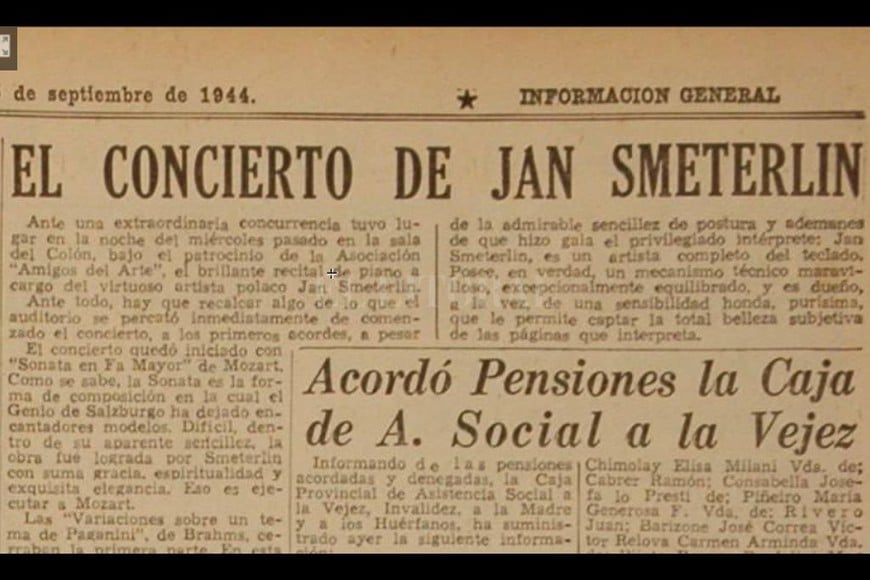 de septiembre de 1944.
INFORMACION GENERAL
EL CONCIERTO DE JAN SMETERLIN
Ante una extraordinaria concurrencia tuvo lu-
gar en la noche del miércoles pasado en la sala
del Colón, bajo el patrocinio de la Asociación
"Amigos del Arte", el brillante recital de piano a
cargo del virtuoso artista polaco Jan Smeterlin.
Ante todo, hay que recalcar algo de lo que el
auditorio se percató inmediatamente de comen-
zado el concierto, a los primeros acordes, a pesar
de la admirable sencillez de postura y ademanes
de que hizo gala el privilegiado intérprete: Jan
Smeterlin, es un artista completo del teclado.
Posee, en verdad, un mecanismo técnico maravi-
lloso, excepcionalmente equilibrado, y es dueño,
a la vez, de una sensibilidad honda, purísima,
que le permite captar la total belleza subjetiva
de las páginas que interpreta.
El concierto quedó iniciado con
"Sonata en Fa Mayor" de Mozart.
Como se sabe, la Sonata es la for-
ma de composición en la cual el
Genio de Salzburgo ha dejado en-
cantadores modelos. Difícil, den-
tro de su aparente sencillez, la
obra fue lograda por Smeterlin
con suma gracia, espiritualidad y
exquisita elegancia. Eso es eje-
cutar a Mozart.
Las "Variaciones sobre un te-
ma de Paganini", de Brahms, ce-
rraban la primera parte. En esta
Acordó Pensiones la Caja
de A. Social a la Vejez
Informando de las pensiones
acordadas y denegadas, la Caja
Provincial de Asistencia Social a
la Vejez, Invalidez, a la Madre
y a los Huérfanos, ha suminis-
trado ayer la siguiente informa-
ción:
Chimolay Elisa Milani Vda. de;
Cabrer Ramón; Consabella Jose-
fa lo Presti de; Piñeiro María
Generosa F. Vda. de; Rivero
Juan; Barizone José Correa Víc-
tor Relova Carmen Arminda Vda.